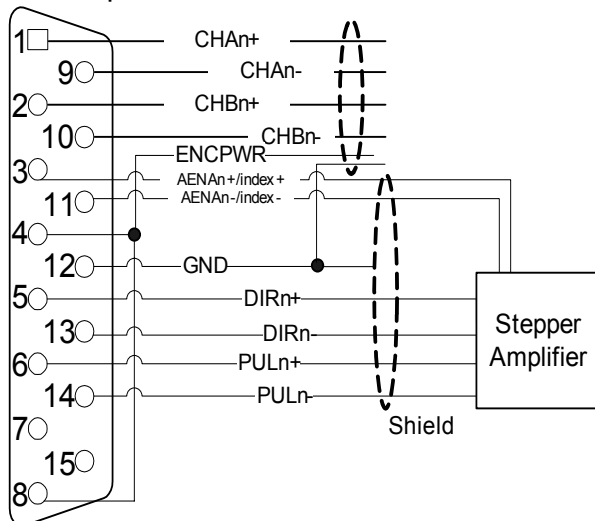 1 CHAn+
9 CHAn-
2 CHBn+
10 CHBn-
ENCPWR
3 AENAn+/index+
11 AENAn-/index-
4
12 GND
5 DIRn+
13 DIRn-
6 PULn+
14 PULn-
7
15
8
Stepper
Amplifier
Shield